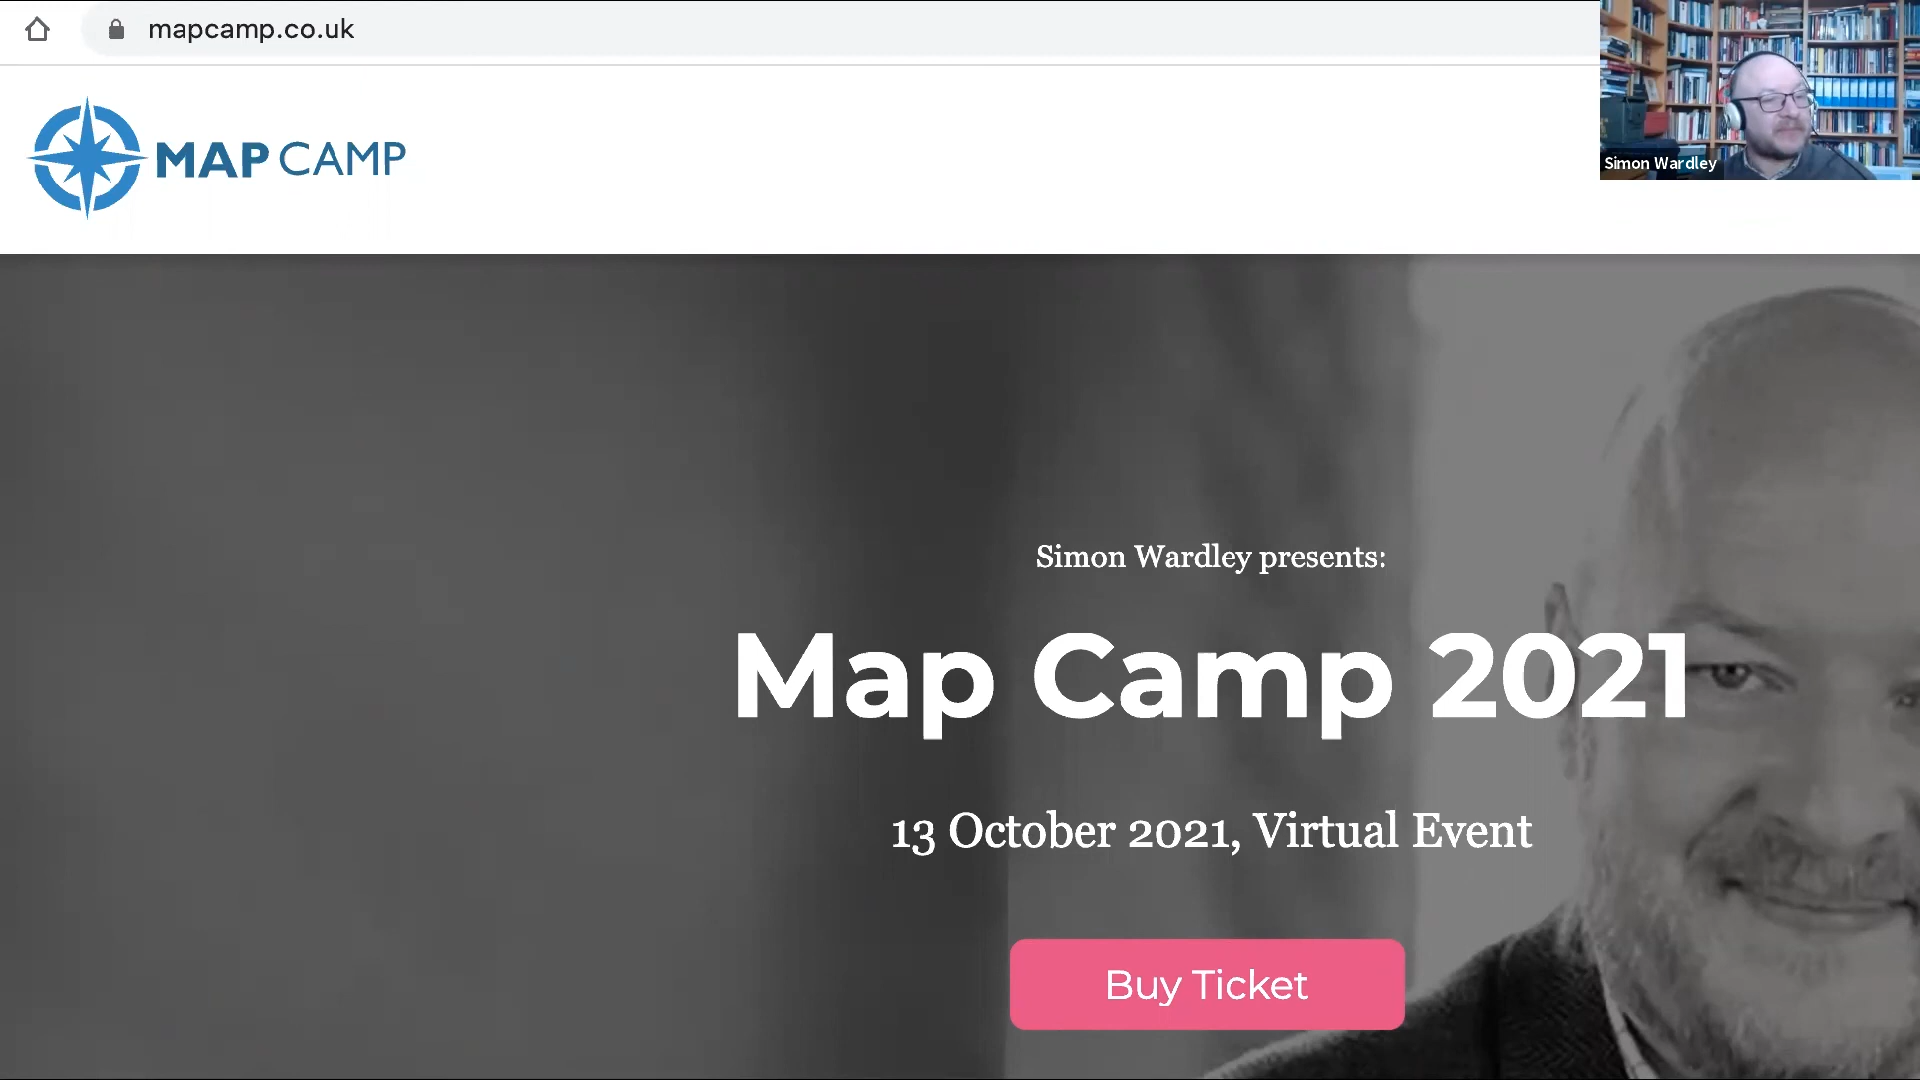 mapcamp.co.uk
MAP CAMP
Simon Wardley
Simon Wardley presents:
Map Camp 2021
13 October 2021, Virtual Event
Buy Ticket